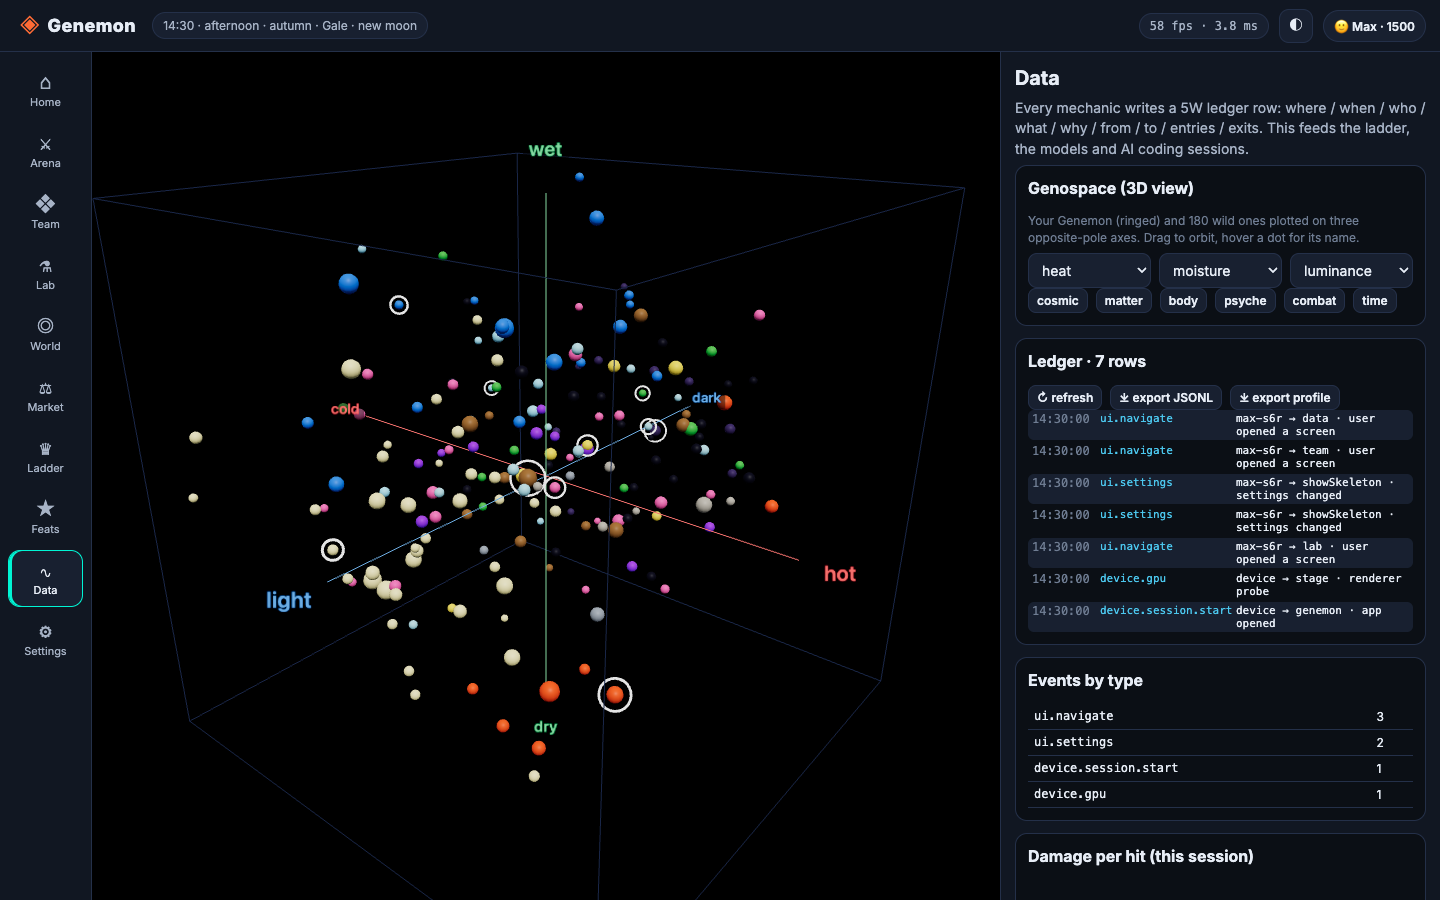 Genemon
14:30 · afternoon · autumn · Gale · new moon
58 fps · 3.8 ms
Max · 1500
Home
Arena
Team
Lab
World
Market
Ladder
Feats
Data
Settings
wet
cold
dark
light
hot
dry
Data
Every mechanic writes a 5W ledger row: where / when / who /
what / why / from / to / entries / exits. This feeds the ladder,
the models and AI coding sessions.
Genospace (3D view)
Your Genemon (ringed) and 180 wild ones plotted on three
opposite-pole axes. Drag to orbit, hover a dot for its name.
heat moisture luminance
cosmic matter body psyche combat time
Ledger · 7 rows
↻ refresh export JSONL export profile
14:30:00 ui.navigate max-s6r → data · user
opened a screen
14:30:00 ui.navigate max-s6r → team · user
opened a screen
14:30:00 ui.settings max-s6r → showSkeleton ·
settings changed
14:30:00 ui.settings max-s6r → showSkeleton ·
settings changed
14:30:00 ui.navigate max-s6r → lab · user
opened a screen
14:30:00 device.gpu device → stage · renderer
probe
14:30:00 device.session.start device → genemon · app
opened
Events by type
ui.navigate 3
ui.settings 2
device.session.start 1
device.gpu 1
Damage per hit (this session)